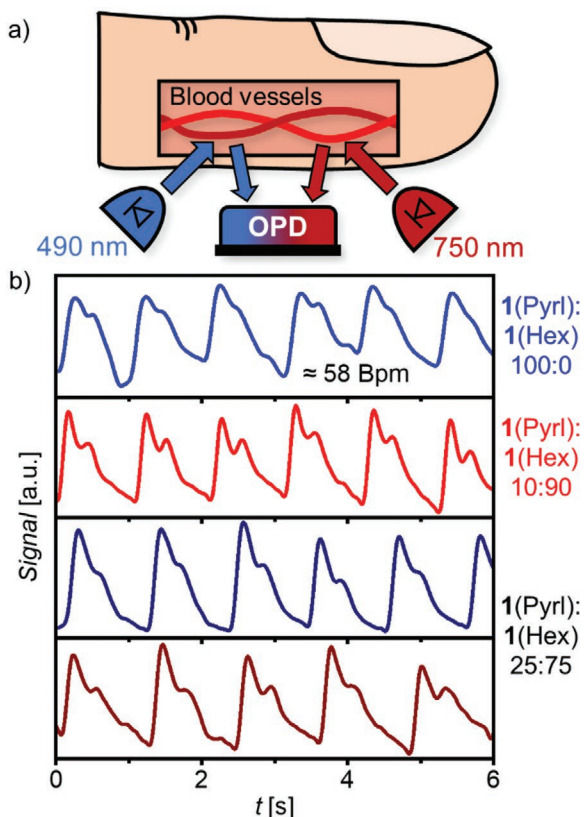 a)
Blood vessels
490 nm
OPD
750 nm
b)
≈ 58 Bpm
1(Pyrl):
1(Hex)
100:0
1(Pyrl):
1(Hex)
10:90
1(Pyrl):
1(Hex)
25:75
Signal [a.u.]
0 2 4 6
t [s]